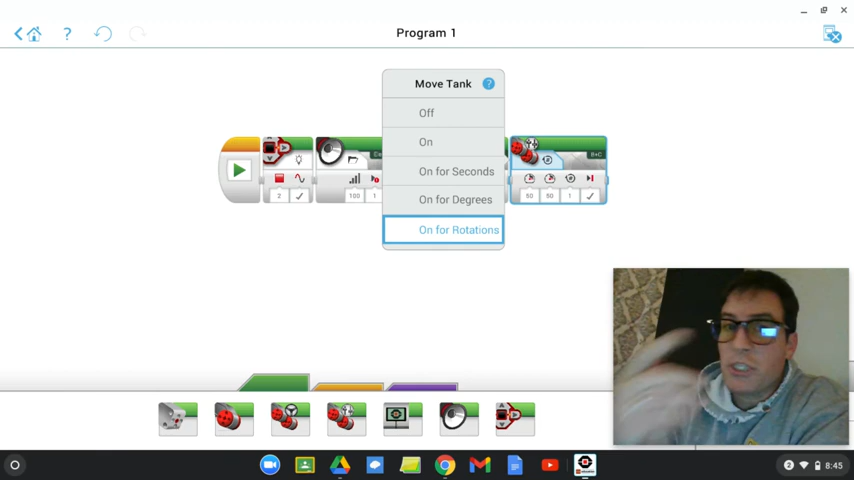 ?
Program 1
Move Tank ?
Off
On
On for Seconds
On for Degrees
On for Rotations
B+C
2
100 1
50 50 1
2 8:45